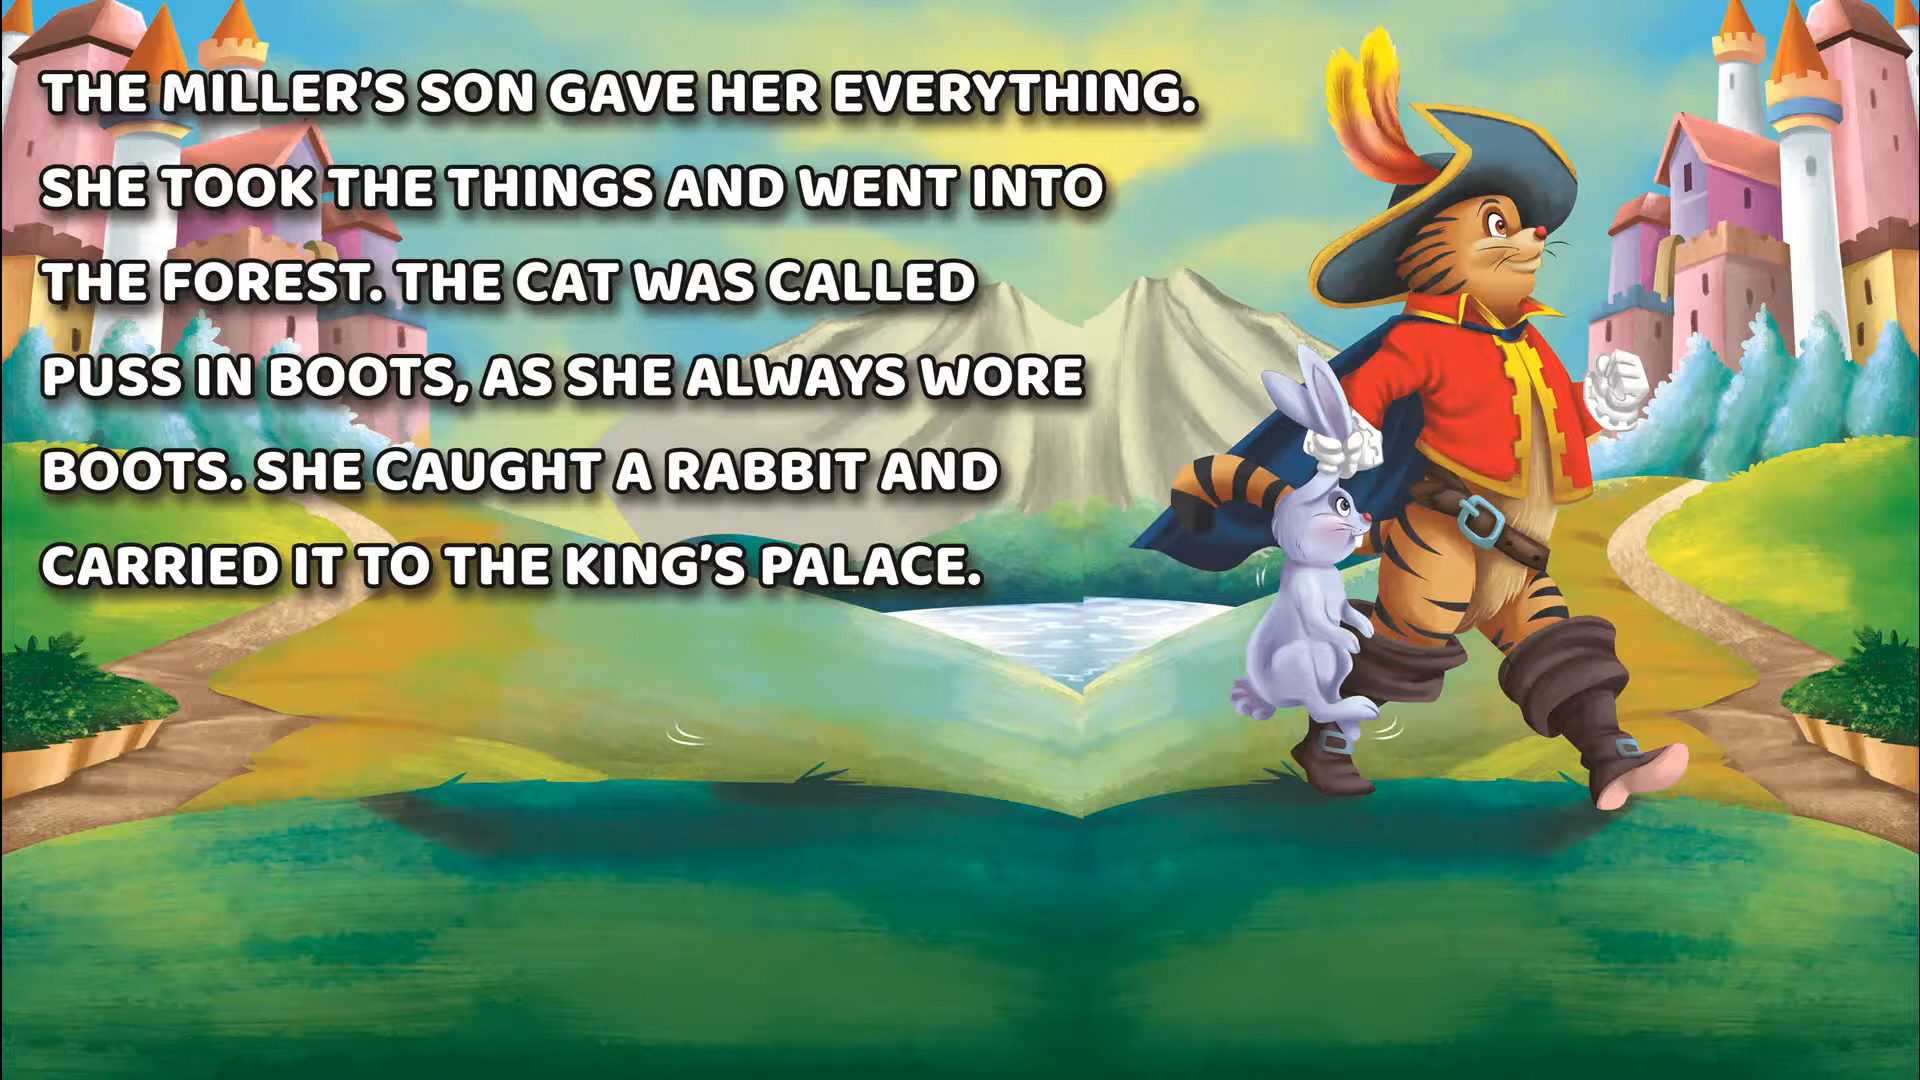 THE MILLER'S SON GAVE HER EVERYTHING.
SHE TOOK THE THINGS AND WENT INTO
THE FOREST. THE CAT WAS CALLED
PUSS IN BOOTS, AS SHE ALWAYS WORE
BOOTS. SHE CAUGHT A RABBIT AND
CARRIED IT TO THE KING'S PALACE.